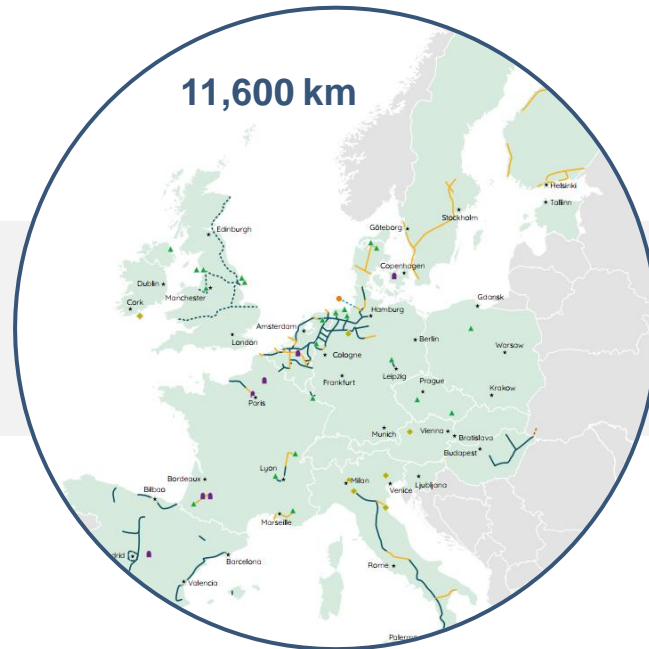 11,600 km
Helsinki
Tallinn
Stockholm
Göteborg
Edinburgh
Copenhagen
Dublin
Manchester
Cork
Gdansk
Hamburg
Amsterdam
London
Berlin
Warsaw
Cologne
Leipzig
Frankfurt
Prague
Krakow
Paris
Munich
Vienna
Bratislava
Budapest
Lyon
Bordeaux
Milan
Venice
Ljubljana
Bilbao
Marseille
drid
Barcelona
Rome
Valencia
Palermo